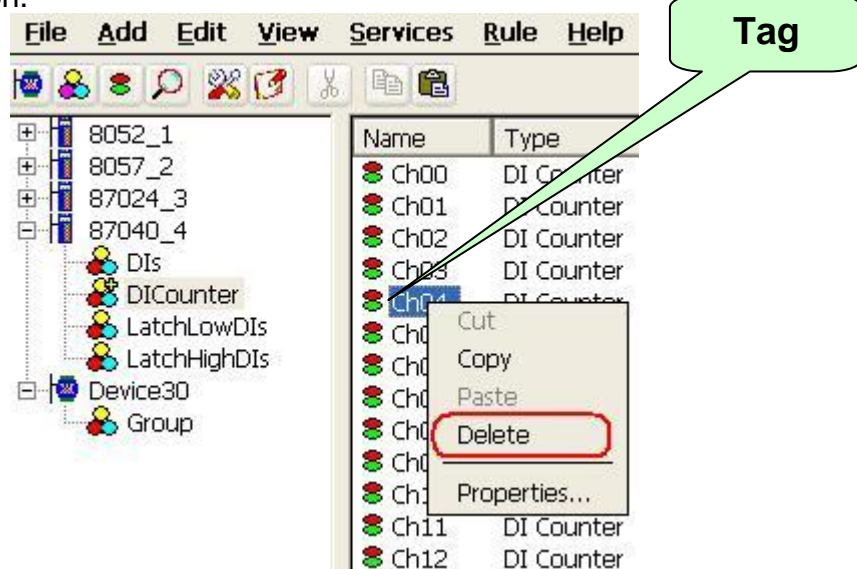 File Add Edit View Services Rule Help
Tag
8052_1
8057_2
87024_3
87040_4
DIs
DICounter
LatchLowDIs
LatchHighDIs
Device30
Group
Name Type
Ch00 DI Counter
Ch01 DI Counter
Ch02 DI Counter
Ch03 DI Counter
Ch04 DI Counter
Cut
Copy
Paste
Delete
Properties...
Ch11 DI Counter
Ch12 DI Counter